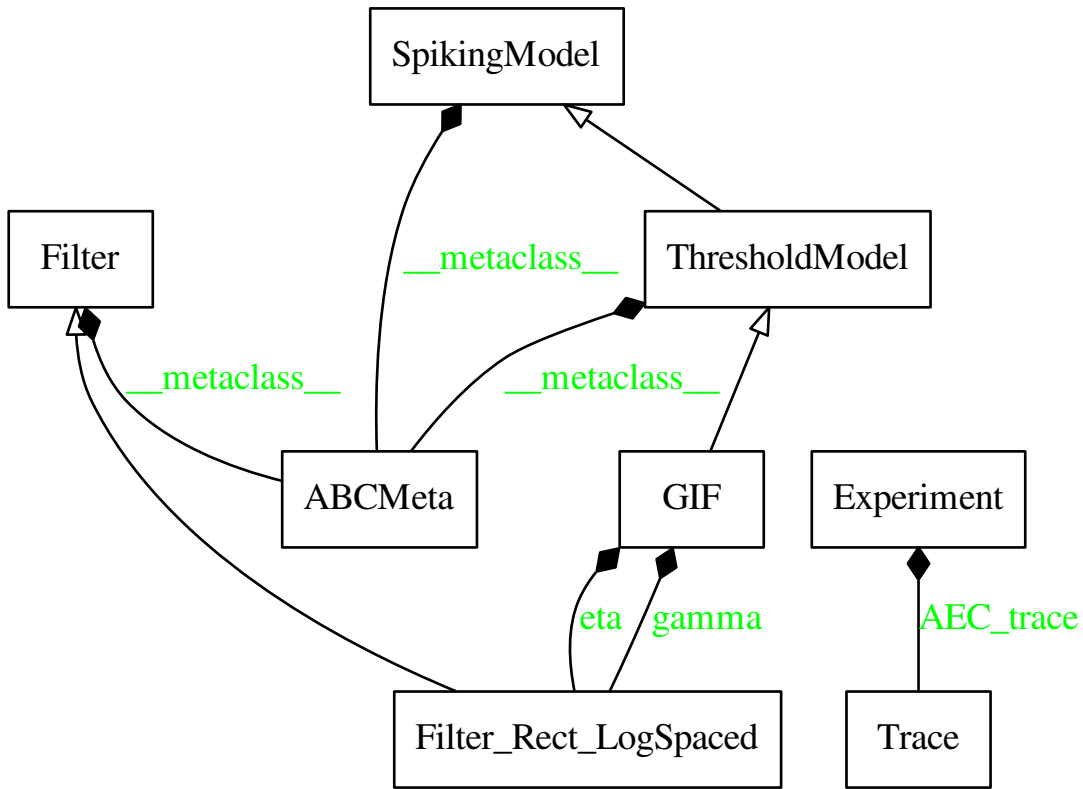 SpikingModel
Filter
__metaclass__
ThresholdModel
__metaclass__
__metaclass__
ABCMeta
GIF
Experiment
eta
gamma
AEC_trace
Filter_Rect_LogSpaced
Trace